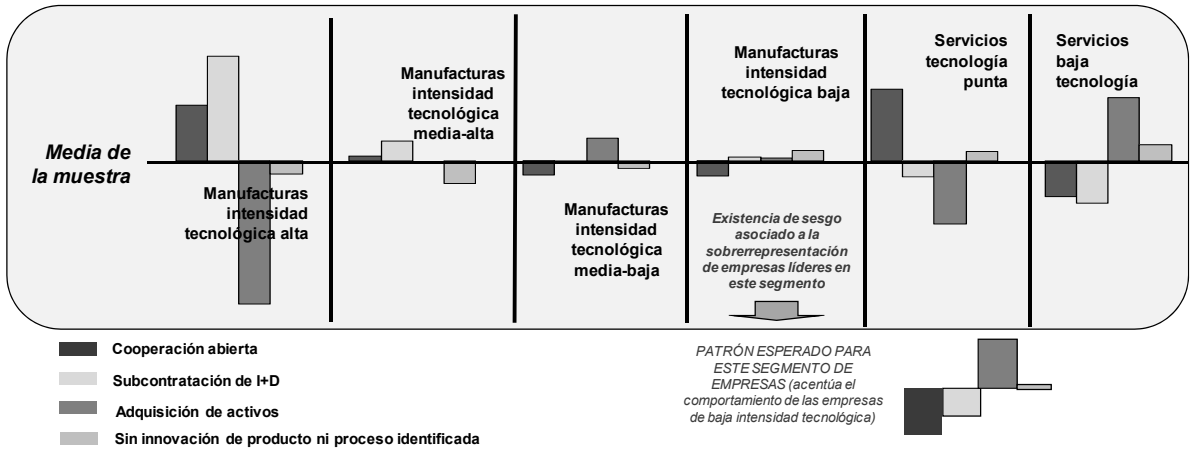 Media de
la muestra
Manufacturas
intensidad
tecnológica alta
Manufacturas
intensidad
tecnológica
media-alta
Manufacturas
intensidad
tecnológica
media-baja
Manufacturas
intensidad
tecnológica baja
Existencia de sesgo
asociado a la
sobrerrepresentación
de empresas líderes en
este segmento
Servicios
tecnología
punta
Servicios
baja
tecnología
Cooperación abierta
Subcontratación de I+D
Adquisición de activos
Sin innovación de producto ni proceso identificada
PATRÓN ESPERADO PARA
ESTE SEGMENTO DE
EMPRESAS (acentúa el
comportamiento de las empresas
de baja intensidad tecnológica)